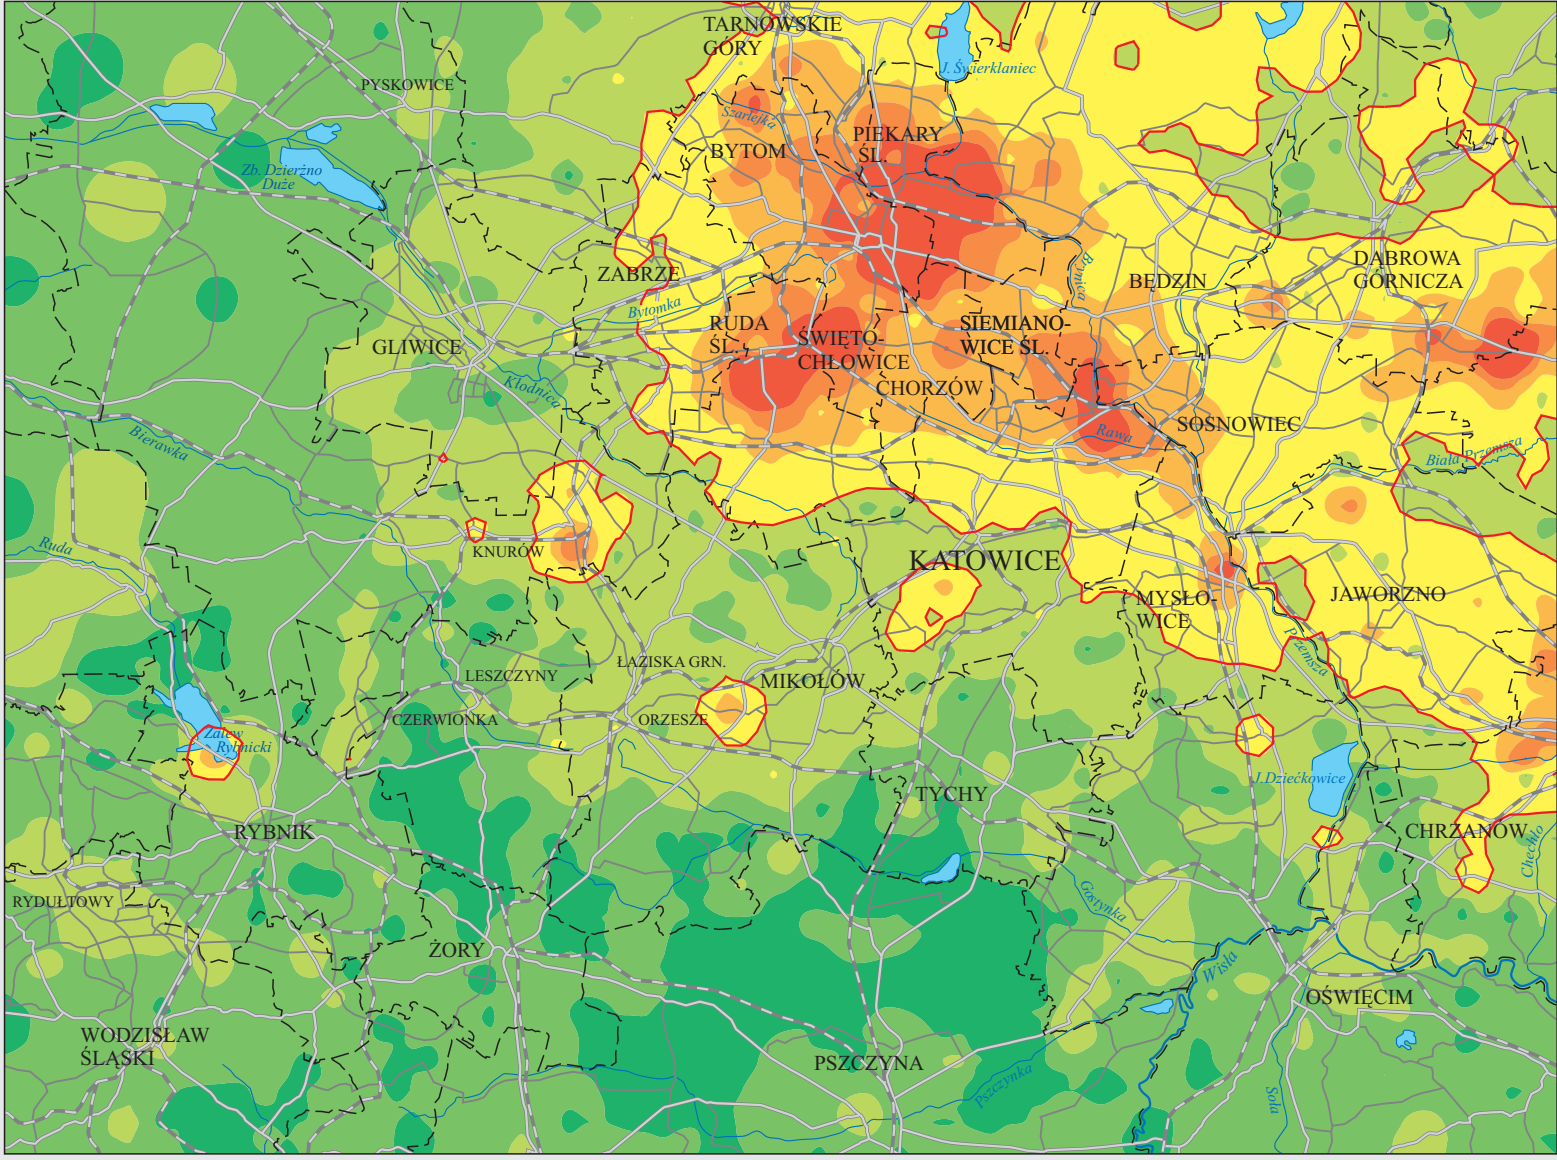 TARNOWSKIE
GÓRY
J. Świerklaniec
PYSKOWICE
Szarlejka
PIEKARY
ŚL.
BYTOM
Zb. Dzierżno
Duże
ZABRZE
Brynica
BĘDZIN
DĄBROWA
GÓRNICZA
Bytomka
RUDA
ŚL.
ŚWIĘTO-
CHŁOWICE
SIEMIANO-
WICE ŚL.
GLIWICE
Kłodnica
CHORZÓW
SOSNOWIEC
Rawa
Bierawka
Biała Przemsza
Ruda
KNURÓW
KATOWICE
MYSŁO-
WICE
JAWORZNO
Przemsza
ŁAZISKA GRN.
LESZCZYNY
MIKOŁÓW
CZERWIONKA
ORZESZE
Zalew
Rybnicki
J.Dziećkowice
TYCHY
RYBNIK
CHRZANÓW
Chechło
RYDUŁTOWY
Gostynka
ŻORY
Wisła
OŚWIĘCIM
WODZISŁAW
ŚLĄSKI
PSZCZYNA
Pszczynka
Soła